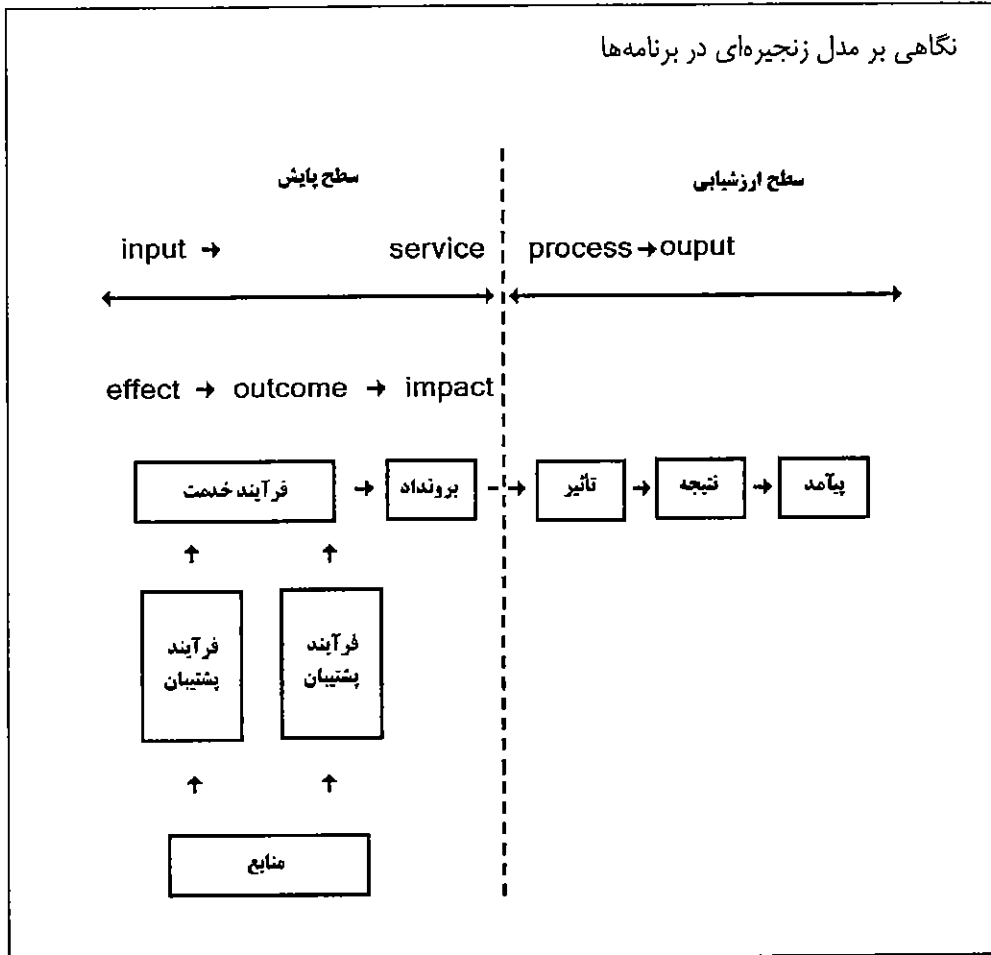 نگاهی بر مدل زنجیره‌ای در برنامه‌ها
سطح ارزشیابی
سطح پایش
input → service process→ouput
effect → outcome → impact
فرآیند خدمت → برونداد → تاثیر → نتیجه → پیآمد
فرآیند
پشتیبان
فرآیند
پشتیبان
منابع